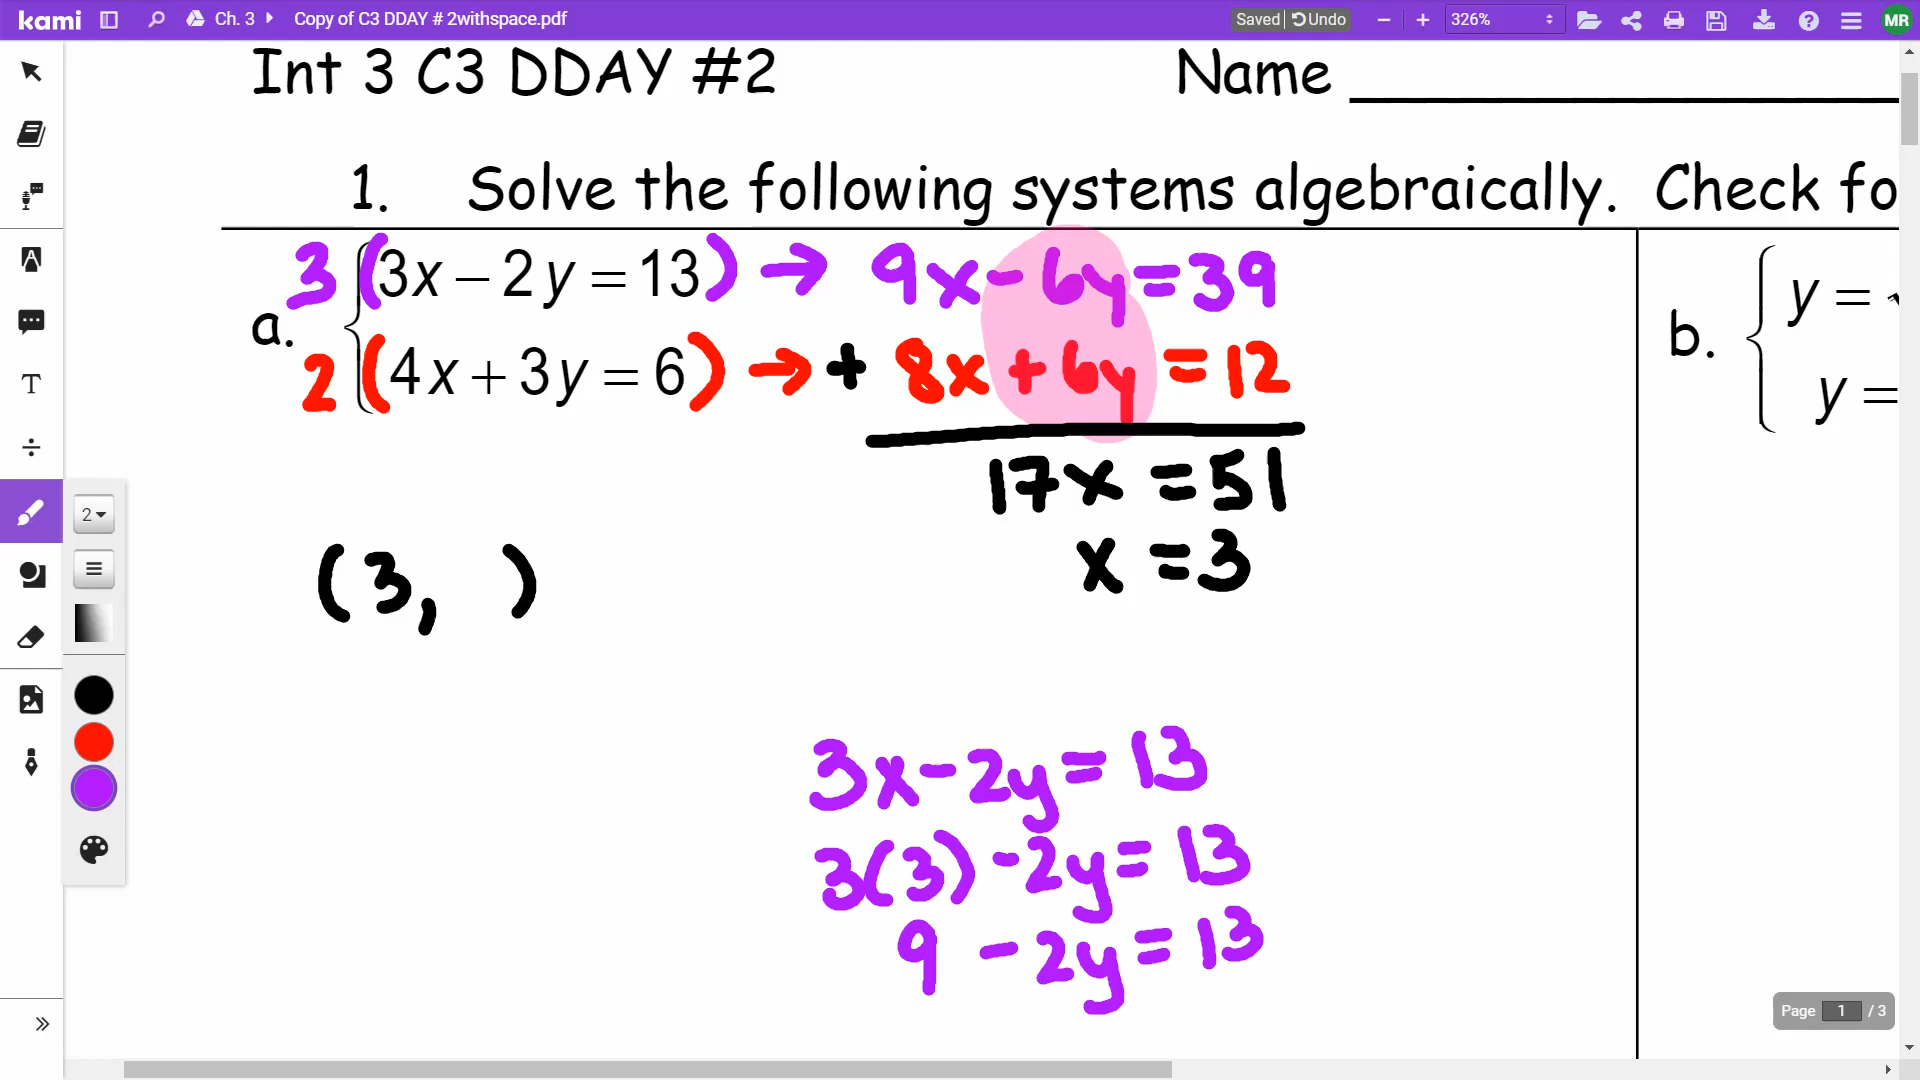 kami Ch. 3 Copy of C3 DDAY # 2withspace.pdf Saved Undo 326% MR
Int 3 C3 DDAY #2 Name
1. Solve the following systems algebraically. Check fo
a. 3(3x − 2y = 13) → 9x − 6y = 39
2(4x + 3y = 6) → + 8x + 6y = 12
b. y =
y =
17x = 51
x = 3
(3, )
3x − 2y = 13
3(3) − 2y = 13
9 − 2y = 13
2
Page 1 / 3